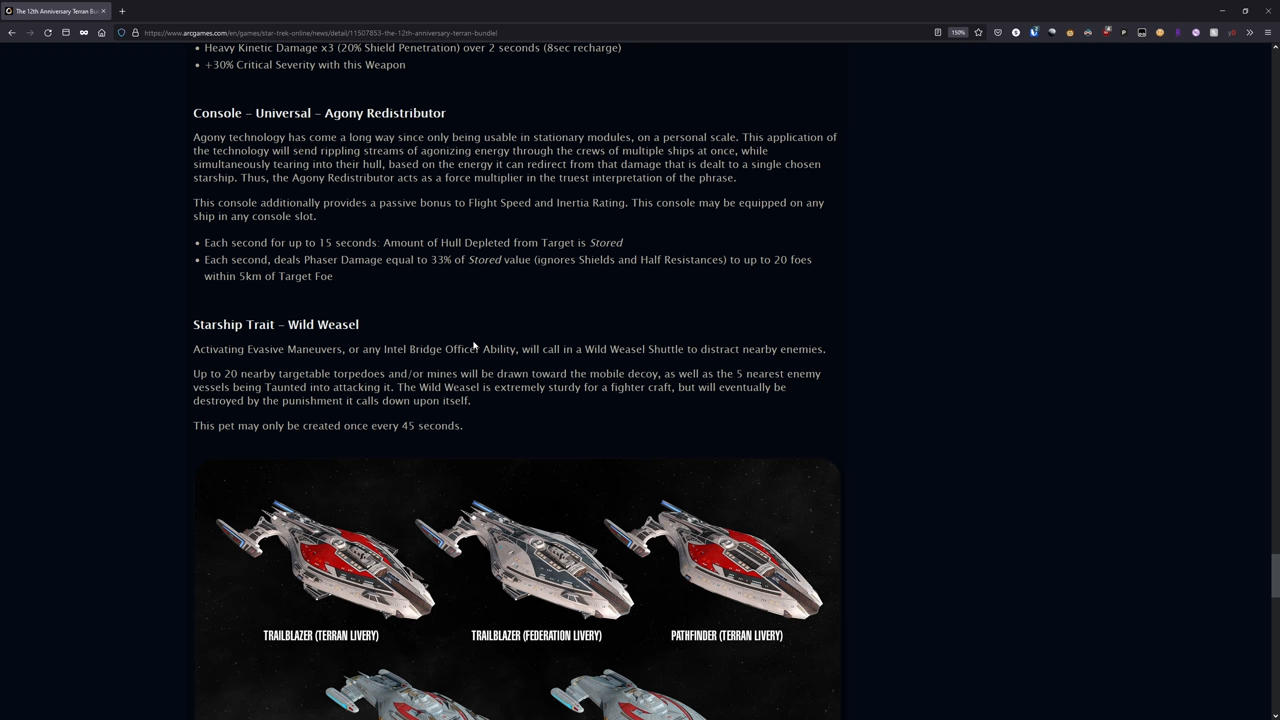 The 12th Anniversary Terran Bu
https://www.arcgames.com/en/games/star-trek-online/news/detail/11507853-the-12th-anniversary-terran-bundle
150%
• Heavy Kinetic Damage x3 (20% Shield Penetration) over 2 seconds (8sec recharge)
• +30% Critical Severity with this Weapon
Console – Universal – Agony Redistributor
Agony technology has come a long way since only being usable in stationary modules, on a personal scale. This application of
the technology will send rippling streams of agonizing energy through the crews of multiple ships at once, while
simultaneously tearing into their hull, based on the energy it can redirect from that damage that is dealt to a single chosen
starship. Thus, the Agony Redistributor acts as a force multiplier in the truest interpretation of the phrase.
This console additionally provides a passive bonus to Flight Speed and Inertia Rating. This console may be equipped on any
ship in any console slot.
• Each second for up to 15 seconds: Amount of Hull Depleted from Target is Stored
• Each second, deals Phaser Damage equal to 33% of Stored value (ignores Shields and Half Resistances) to up to 20 foes
within 5km of Target Foe
Starship Trait – Wild Weasel
Activating Evasive Maneuvers, or any Intel Bridge Officer Ability, will call in a Wild Weasel Shuttle to distract nearby enemies.
Up to 20 nearby targetable torpedoes and/or mines will be drawn toward the mobile decoy, as well as the 5 nearest enemy
vessels being Taunted into attacking it. The Wild Weasel is extremely sturdy for a fighter craft, but will eventually be
destroyed by the punishment it calls down upon itself.
This pet may only be created once every 45 seconds.
TRAILBLAZER (TERRAN LIVERY) TRAILBLAZER (FEDERATION LIVERY) PATHFINDER (TERRAN LIVERY)